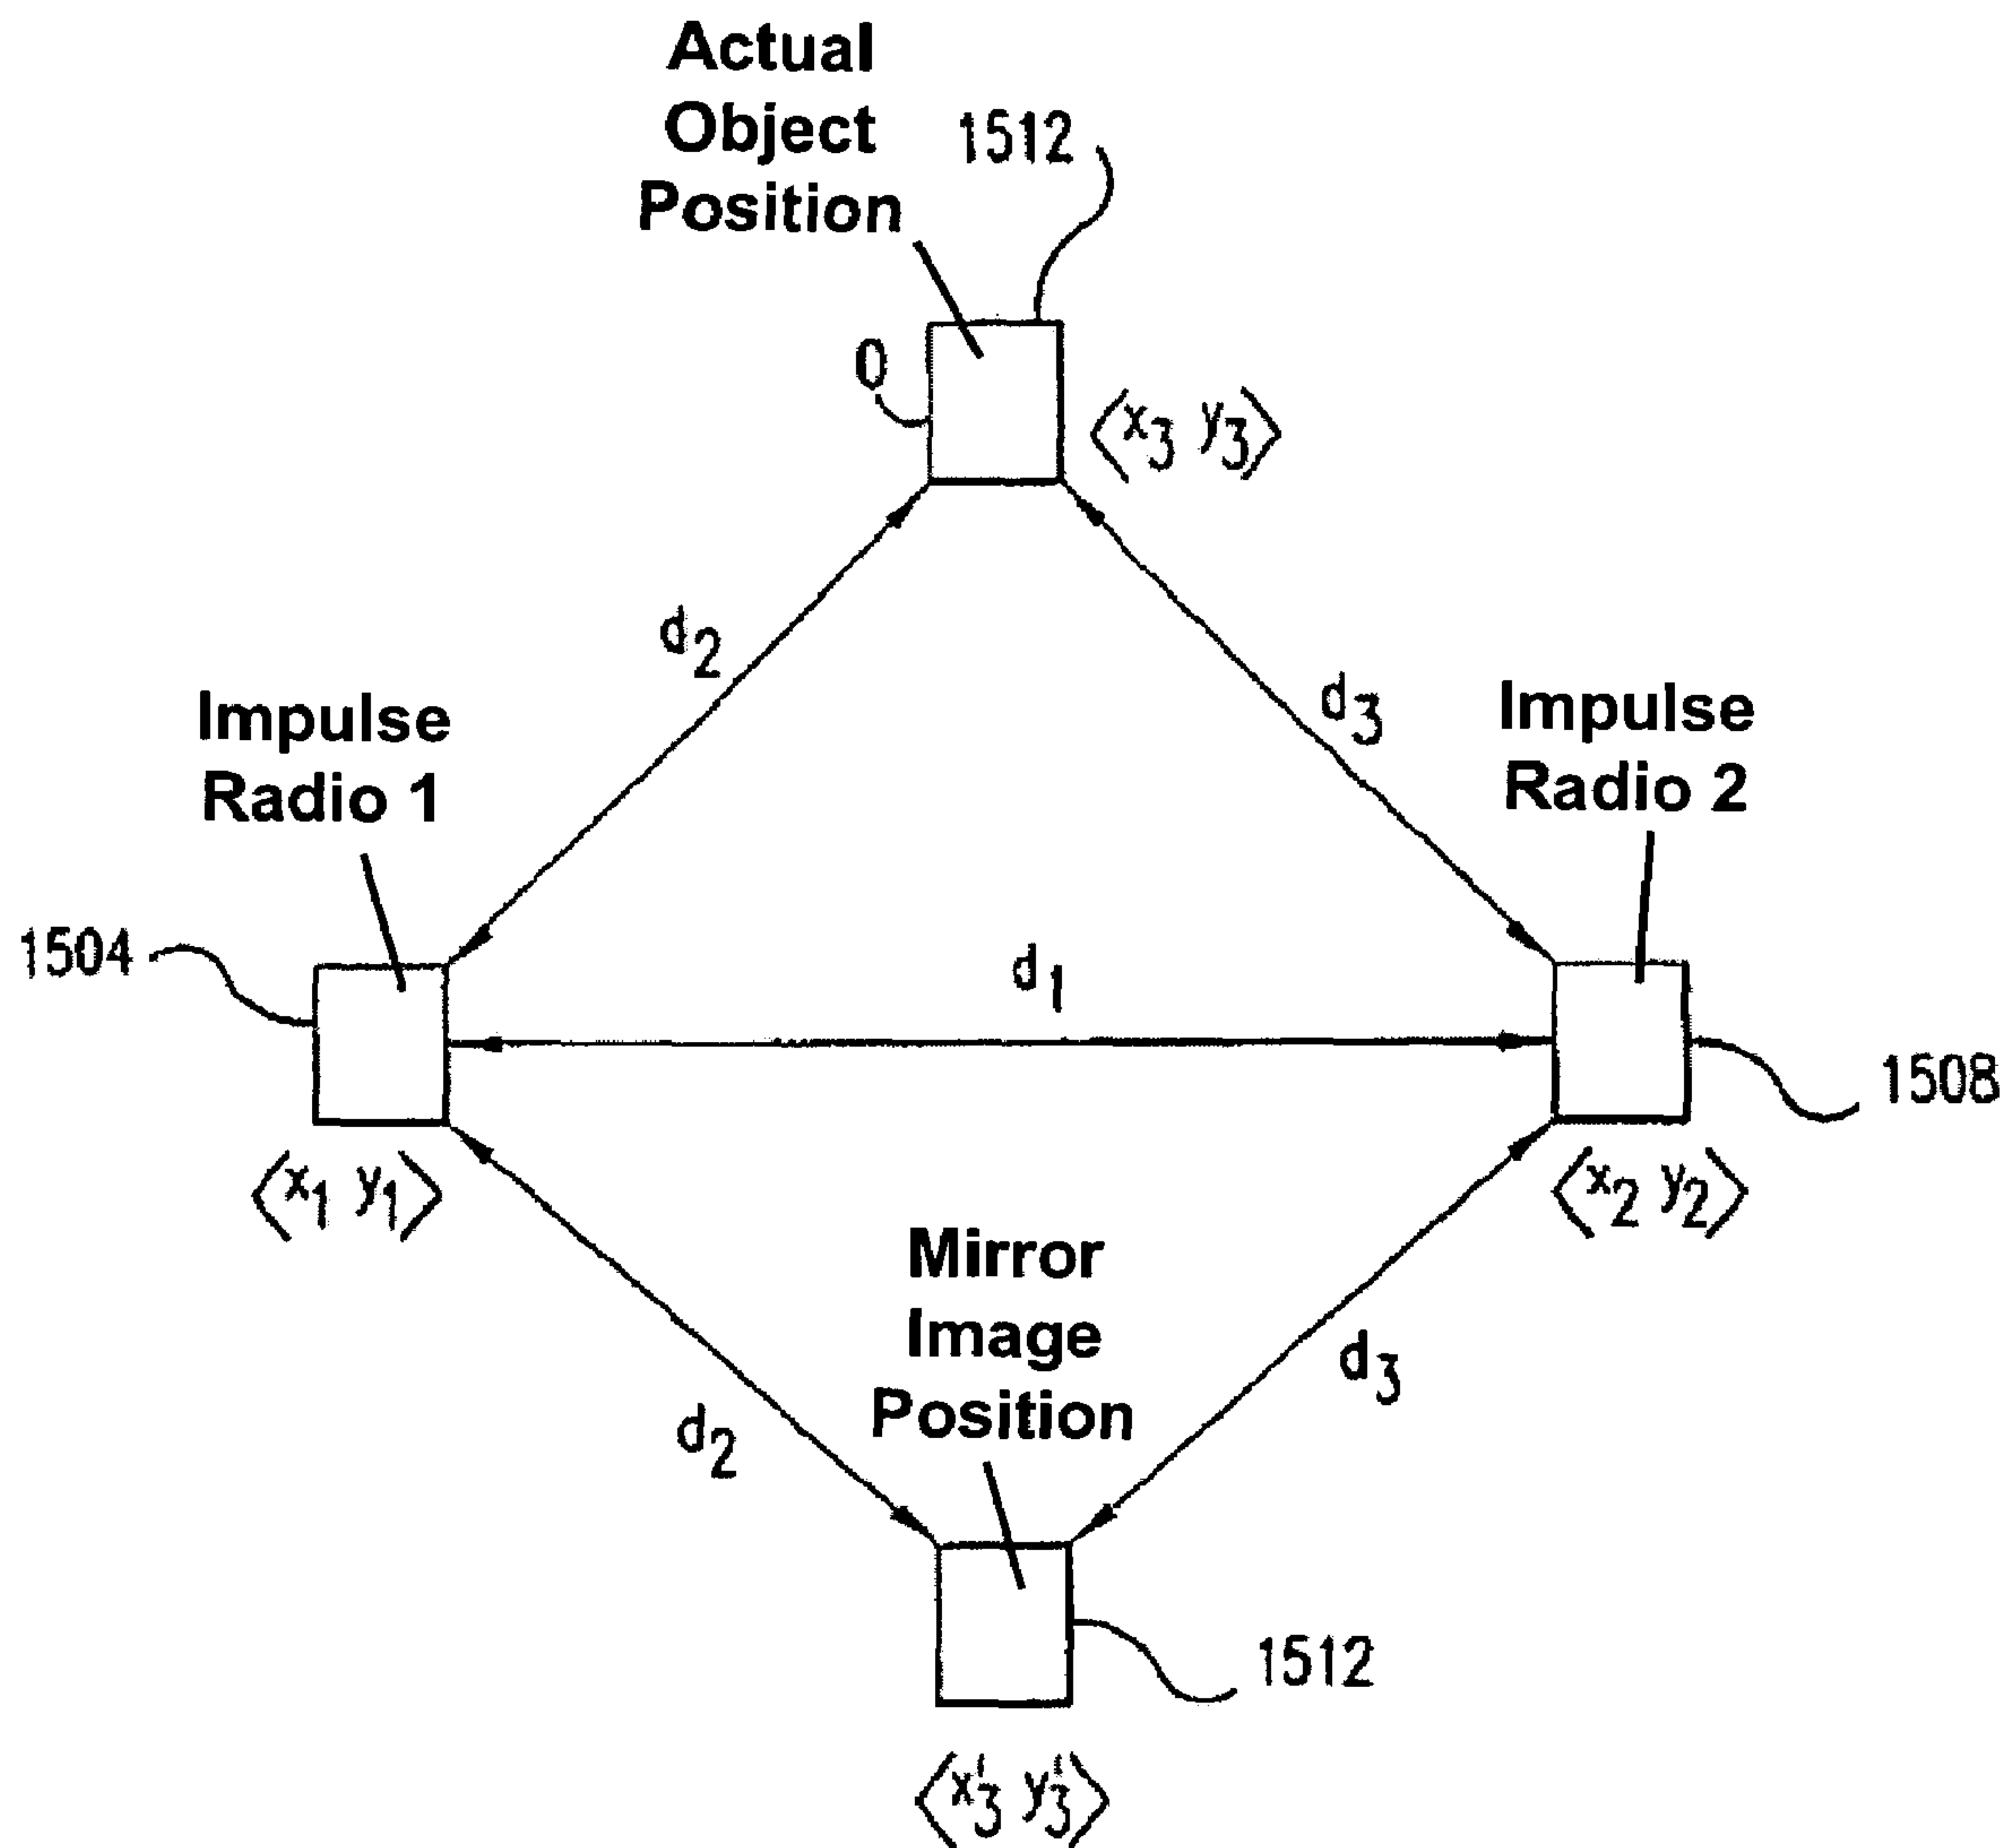 Actual
Object
Position
1512
0
⟨x₃ y₃⟩
d₂
d₃
Impulse
Radio 1
Impulse
Radio 2
1504
d₁
1508
⟨x₁ y₁⟩
⟨x₂ y₂⟩
Mirror
Image
Position
d₂
d₃
1512
⟨x'₃ y'₃⟩